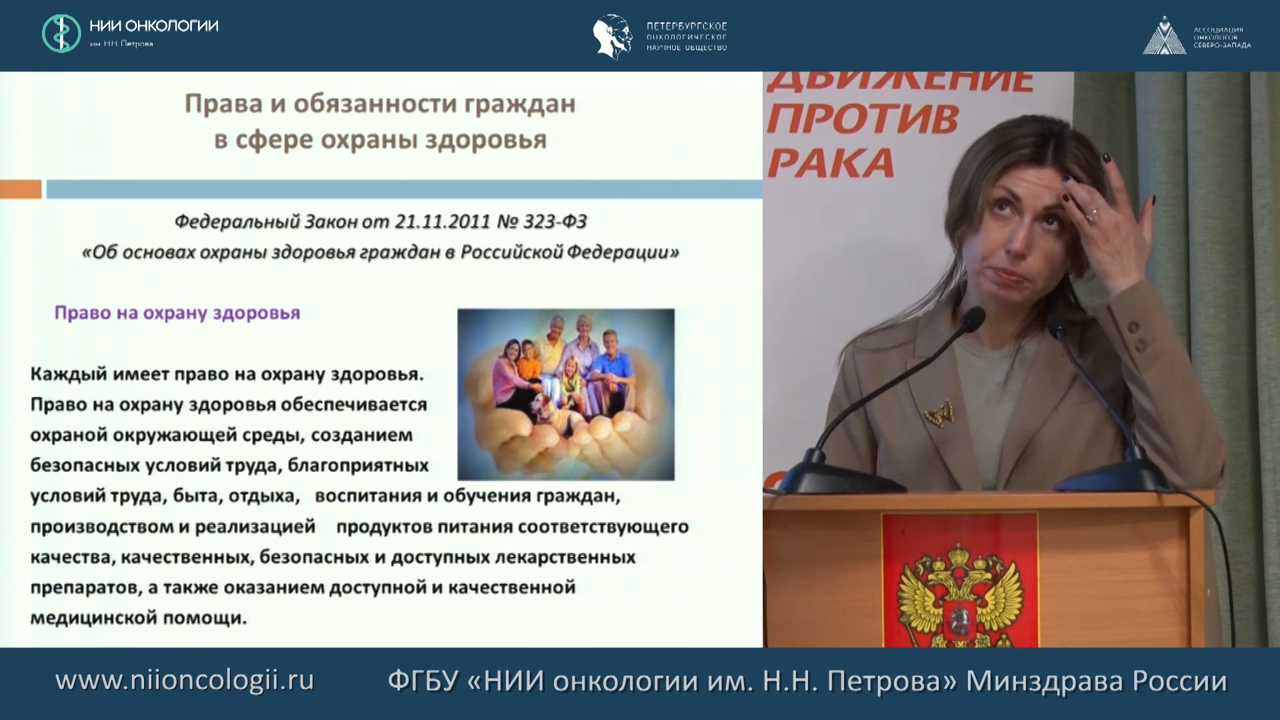 НИИ ОНКОЛОГИИ
им. Н.Н. Петрова
ПЕТЕРБУРГСКОЕ
ОНКОЛОГИЧЕСКОЕ
НАУЧНОЕ ОБЩЕСТВО
АССОЦИАЦИЯ
ОНКОЛОГОВ
СЕВЕРО-ЗАПАДА
Права и обязанности граждан
в сфере охраны здоровья
Федеральный Закон от 21.11.2011 № 323-ФЗ
«Об основах охраны здоровья граждан в Российской Федерации»
Право на охрану здоровья
Каждый имеет право на охрану здоровья.
Право на охрану здоровья обеспечивается
охраной окружающей среды, созданием
безопасных условий труда, благоприятных
условий труда, быта, отдыха, воспитания и обучения граждан,
производством и реализацией продуктов питания соответствующего
качества, качественных, безопасных и доступных лекарственных
препаратов, а также оказанием доступной и качественной
медицинской помощи.
ДВИЖЕНИЕ
ПРОТИВ
РАКА
www.niioncologii.ru
ФГБУ «НИИ онкологии им. Н.Н. Петрова» Минздрава России